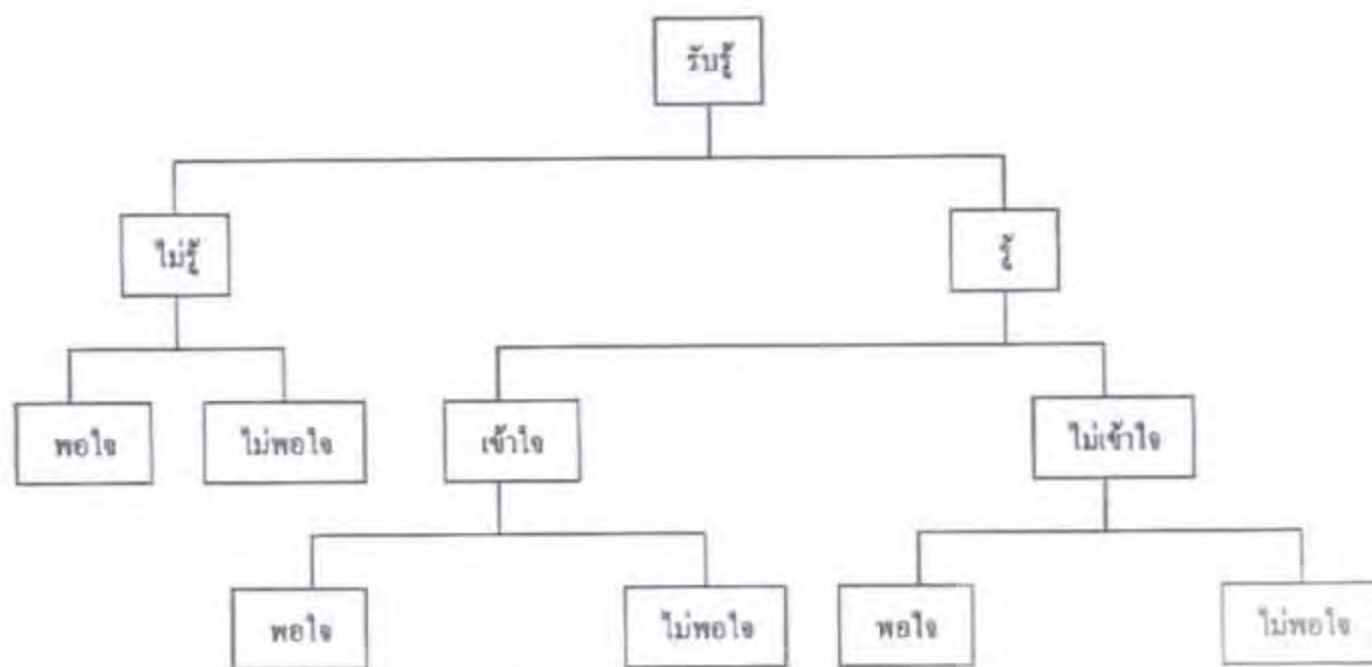 รับรู้
ไม่รู้
รู้
พอใจ
ไม่พอใจ
เข้าใจ
ไม่เข้าใจ
พอใจ
ไม่พอใจ
พอใจ
ไม่พอใจ